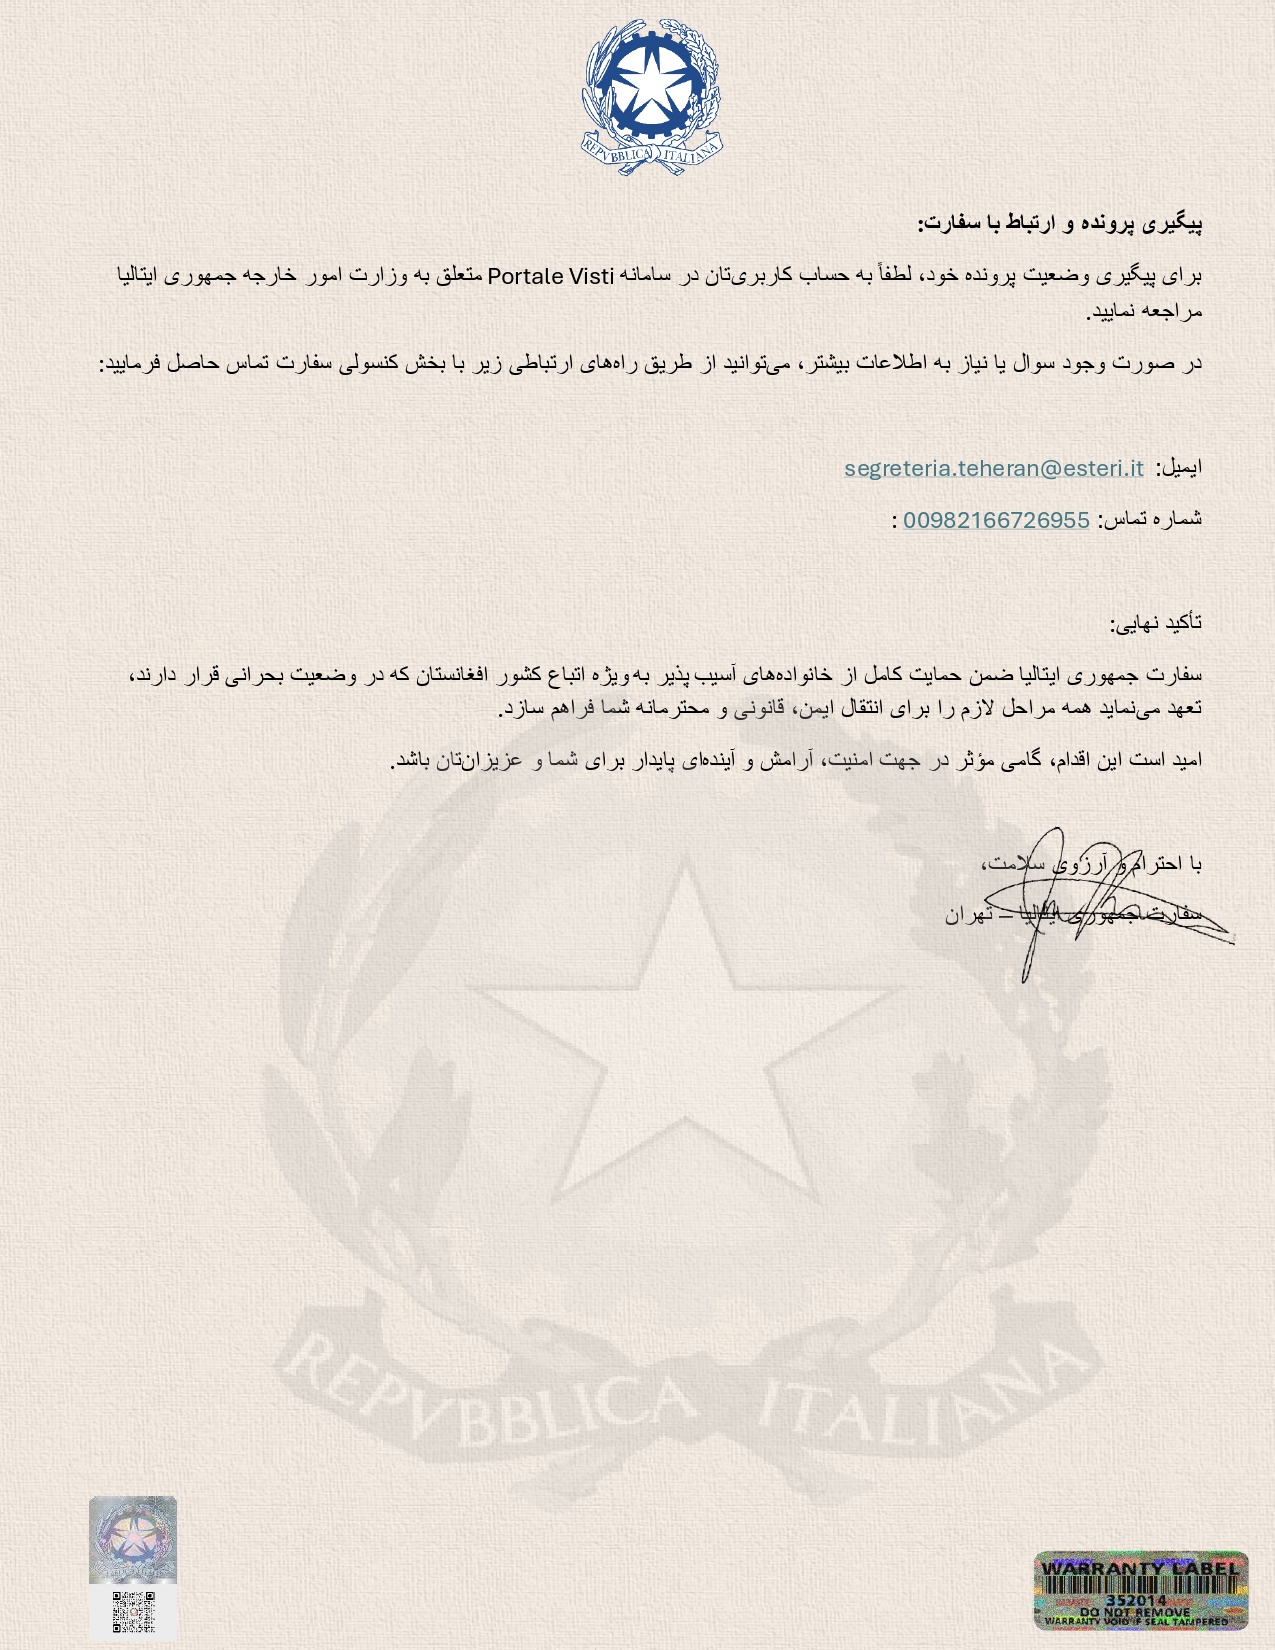 REPVBBLICA ITALIANA
پیگیری پرونده و ارتباط با سفارت:
برای پیگیری وضعیت پرونده خود، لطفاً به حساب کاربری‌تان در سامانه Portale Visti متعلق به وزارت امور خارجه جمهوری ایتالیا
مراجعه نمایید.
در صورت وجود سوال یا نیاز به اطلاعات بیشتر، می‌توانید از طریق راه‌های ارتباطی زیر با بخش کنسولی سفارت تماس حاصل فرمایید:
ایمیل: segreteria.teheran@esteri.it
شماره تماس: 00982166726955 :
تأکید نهایی:
سفارت جمهوری ایتالیا ضمن حمایت کامل از خانواده‌های آسیب پذیر به ویژه اتباع کشور افغانستان که در وضعیت بحرانی قرار دارند،
تعهد می‌نماید همه مراحل لازم را برای انتقال ایمن، قانونی و محترمانه شما فراهم سازد.
امید است این اقدام، گامی مؤثر در جهت امنیت، آرامش و آینده‌ای پایدار برای شما و عزیزان‌تان باشد.
با احترام و آرزوی سلامت،
سفارت جمهوری ایتالیا – تهران
REPVBBLICA ITALIANA
WARRANTY LABEL
352014
DO NOT REMOVE
WARRANTY VOID IF SEAL TAMPERED